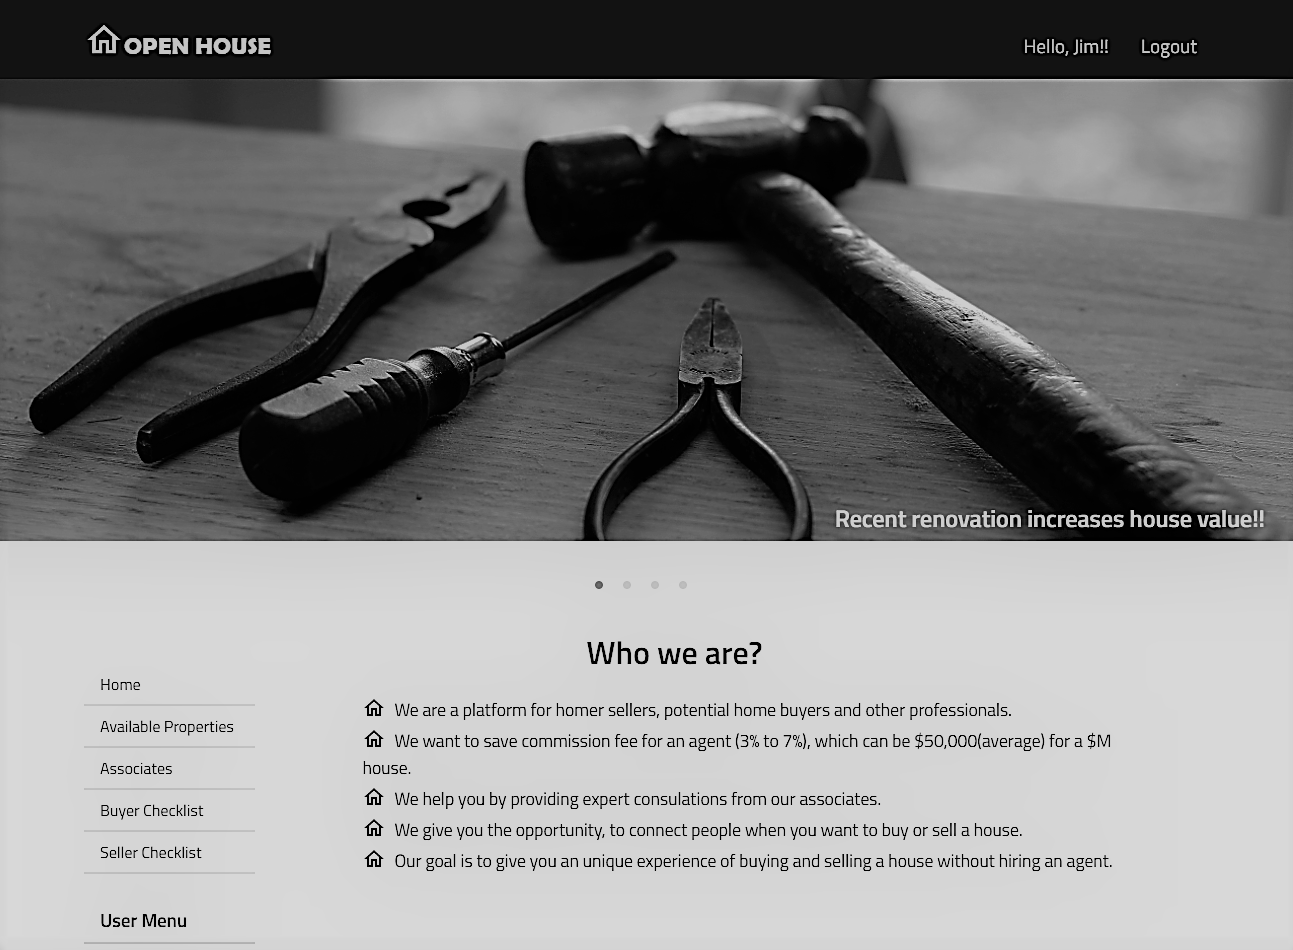 OPEN HOUSE
Hello, Jim!! Logout
Recent renovation increases house value!!
Who we are?
Home
Available Properties
Associates
Buyer Checklist
Seller Checklist
User Menu
We are a platform for homer sellers, potential home buyers and other professionals.
We want to save commission fee for an agent (3% to 7%), which can be $50,000(average) for a $M
house.
We help you by providing expert consulations from our associates.
We give you the opportunity, to connect people when you want to buy or sell a house.
Our goal is to give you an unique experience of buying and selling a house without hiring an agent.